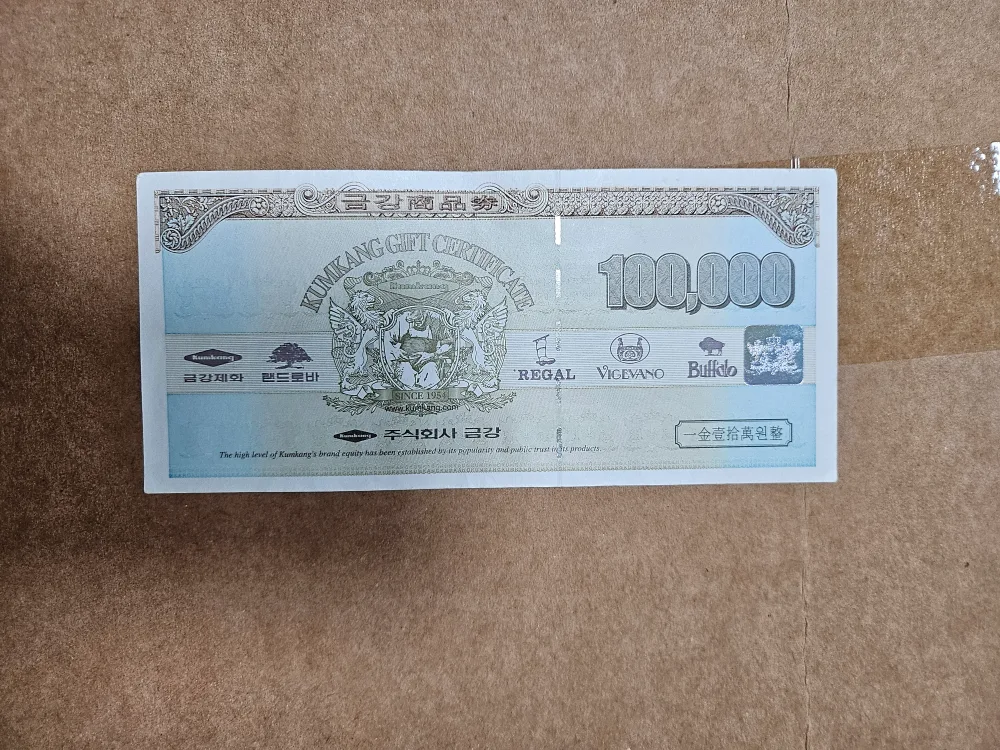 금강商品券
KUMKANG GIFT CERTIFICATE
100,000
Kumkang
Kumkang
금강제화
랜드로바
REGAL
VIGEVANO
Buffalo
SINCE 1954
www.kumkang.com
Kumkang 주식회사 금강
一金壹拾萬원整
The high level of Kumkang's brand equity has been established by its popularity and public trust in its products.